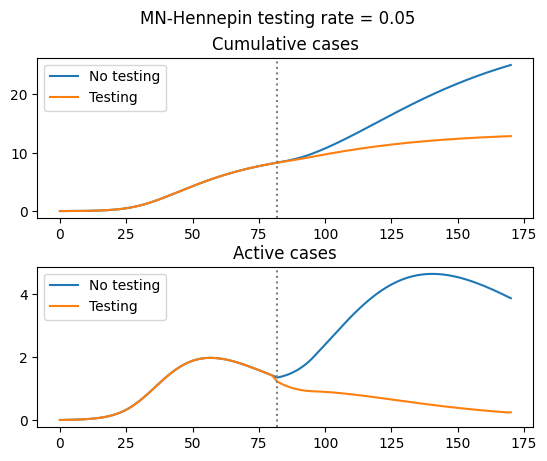 MN-Hennepin testing rate = 0.05
Cumulative cases
No testing
Testing
20
10
0
0 25 50 75 100 125 150 175
Active cases
No testing
Testing
4
2
0
0 25 50 75 100 125 150 175